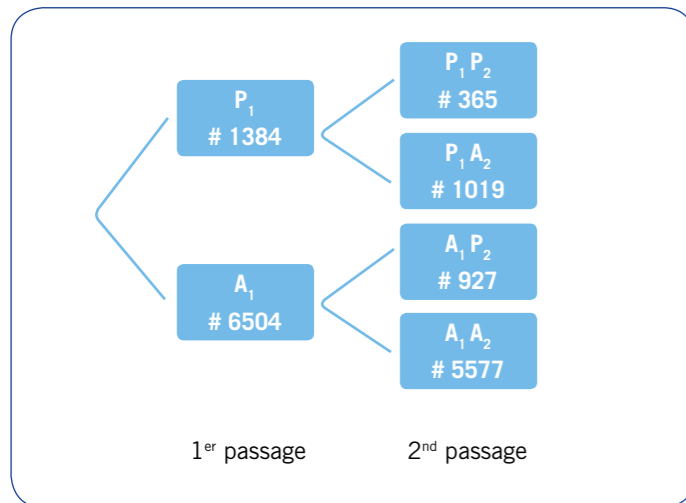 P₁
# 1384
P₁ P₂
# 365
P₁ A₂
# 1019
A₁
# 6504
A₁ P₂
# 927
A₁ A₂
# 5577
1er passage
2nd passage